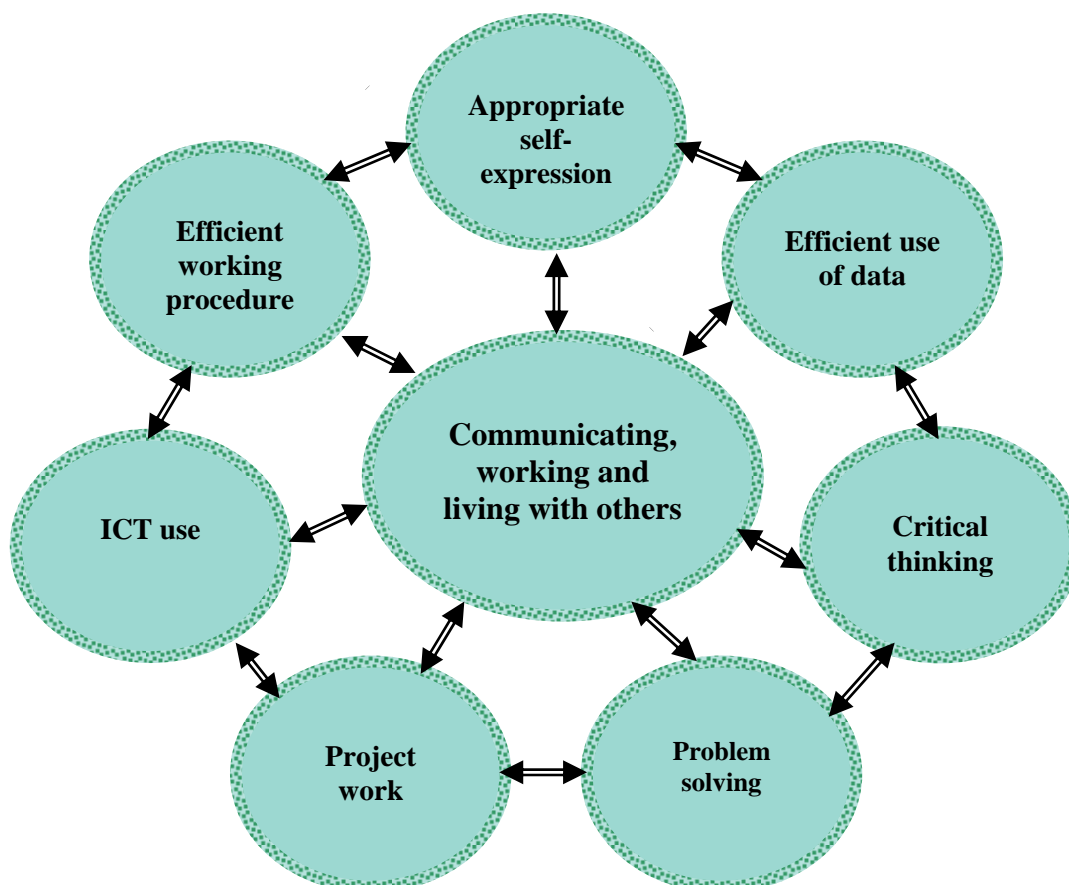 Appropriate
self-
expression
Efficient
working
procedure
Efficient use
of data
Communicating,
working and
living with others
ICT use
Critical
thinking
Project
work
Problem
solving